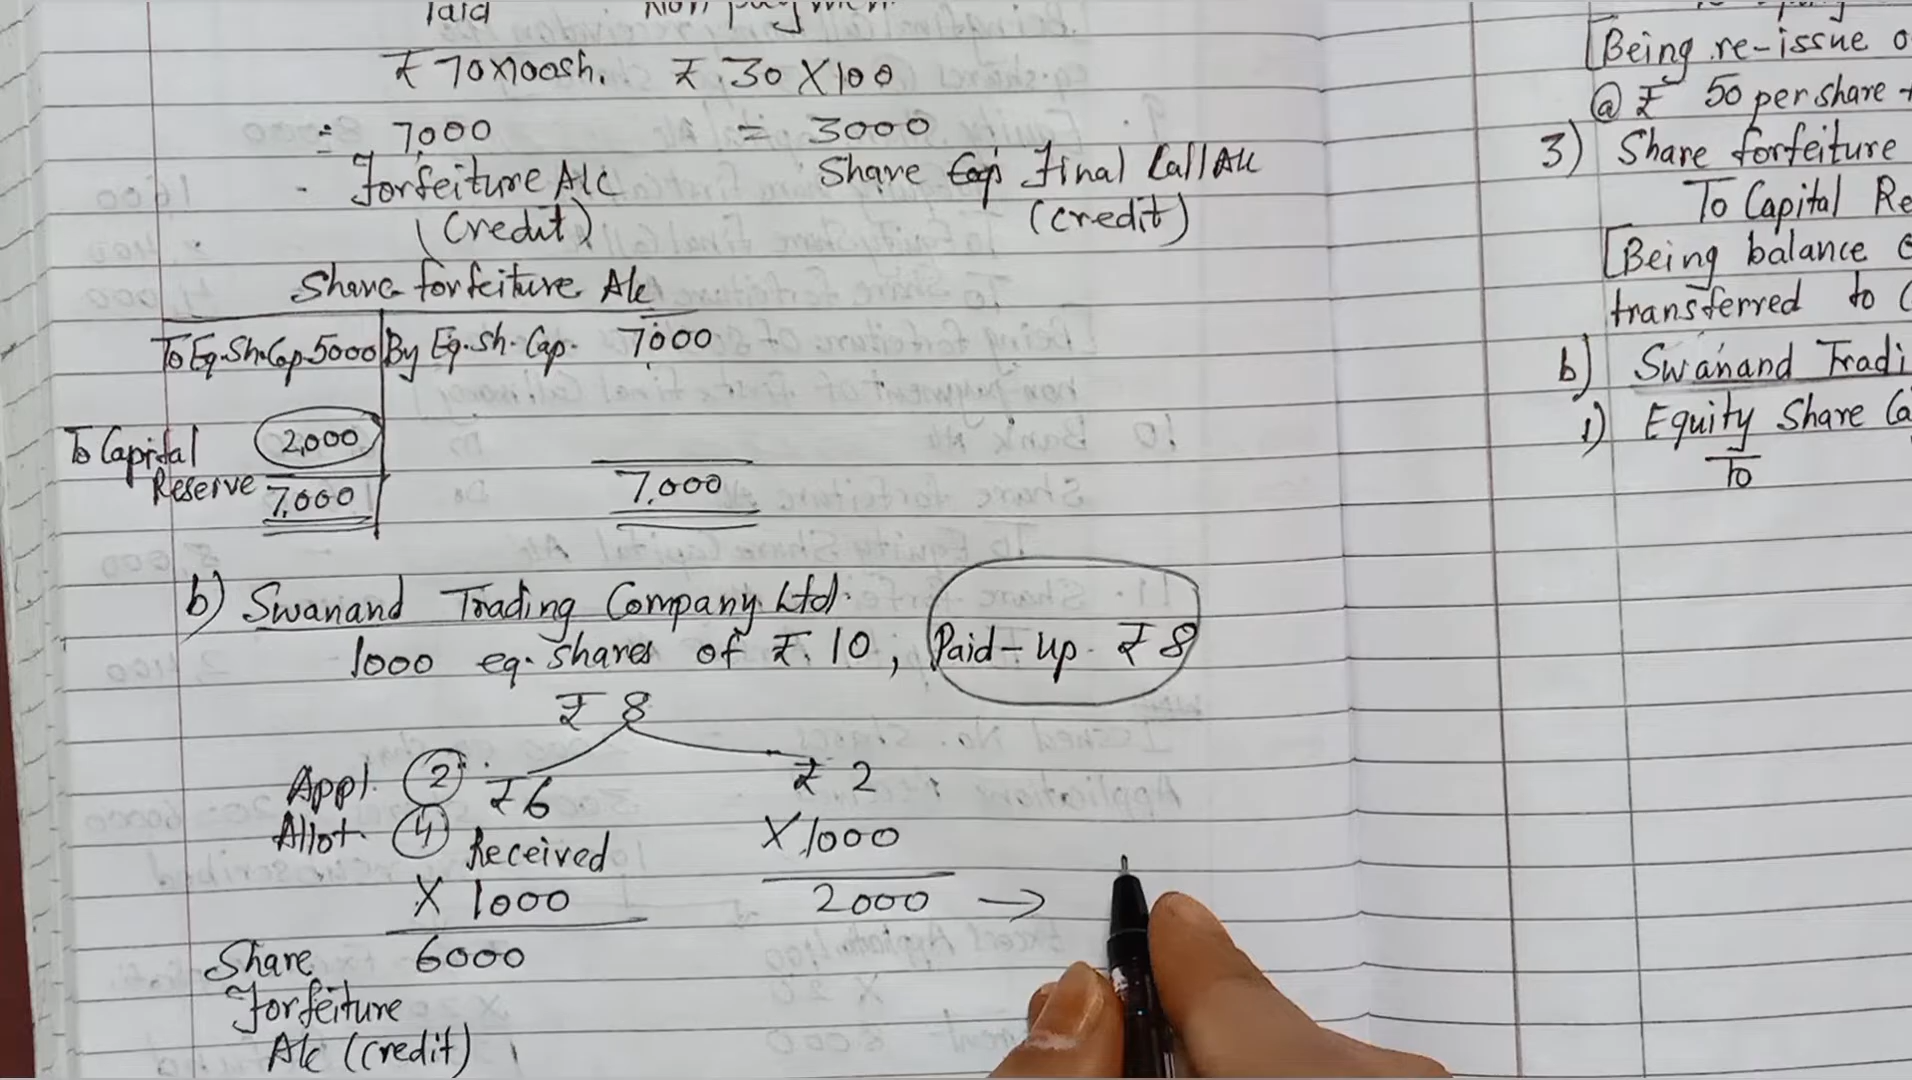 Paid
₹ 70x100sh. ₹. 30 X 100
= 7,000 = 3000
Forfeiture A/c Share Final Call A/c
(Credit) (credit)
Share forfeiture A/c
To Eq. Sh. Cap. 5000 By Eq. Sh. Cap. 7000
To Capital 2,000
Reserve 7,000 7,000
b) Swanand Trading Company Ltd.
1000 eq. shares of ₹. 10, Paid-up ₹ 8
₹ 8
Appl. 2 ₹6 ₹ 2
Allot. 4 Received X 1000
X 1000 2000 →
Share 6000
Forfeiture
A/c (credit)
[Being re-issue
@ ₹ 50 per share
3) Share forfeiture
To Capital Re
[Being balance
transferred to
b) Swanand Tradi
1) Equity Share Ca
To